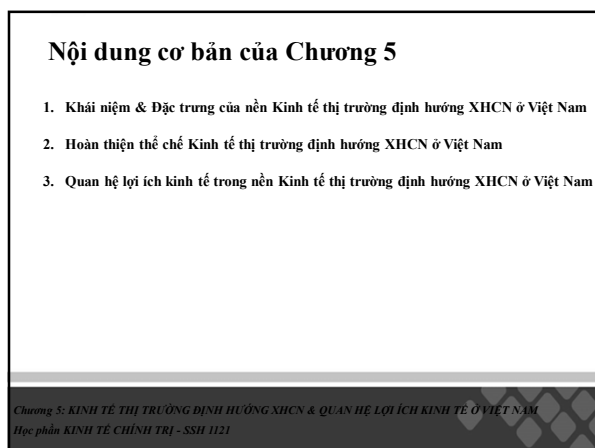 Nội dung cơ bản của Chương 5
1. Khái niệm & Đặc trưng của nền Kinh tế thị trường định hướng XHCN ở Việt Nam
2. Hoàn thiện thể chế Kinh tế thị trường định hướng XHCN ở Việt Nam
3. Quan hệ lợi ích kinh tế trong nền Kinh tế thị trường định hướng XHCN ở Việt Nam
Chương 5: KINH TẾ THỊ TRƯỜNG ĐỊNH HƯỚNG XHCN & QUAN HỆ LỢI ÍCH KINH TẾ Ở VIỆT NAM
Học phần KINH TẾ CHÍNH TRỊ - SSH 1121